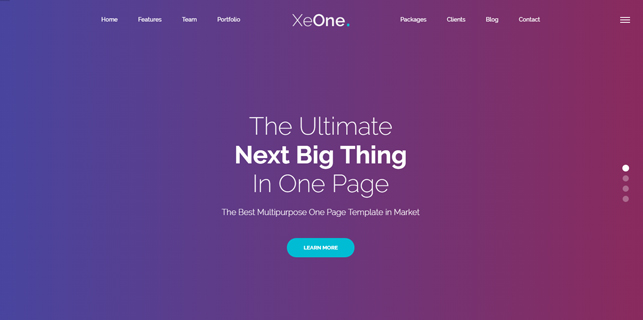 Home Features Team Portfolio XeOne. Packages Clients Blog Contact
The Ultimate
Next Big Thing
In One Page
The Best Multipurpose One Page Template in Market
LEARN MORE